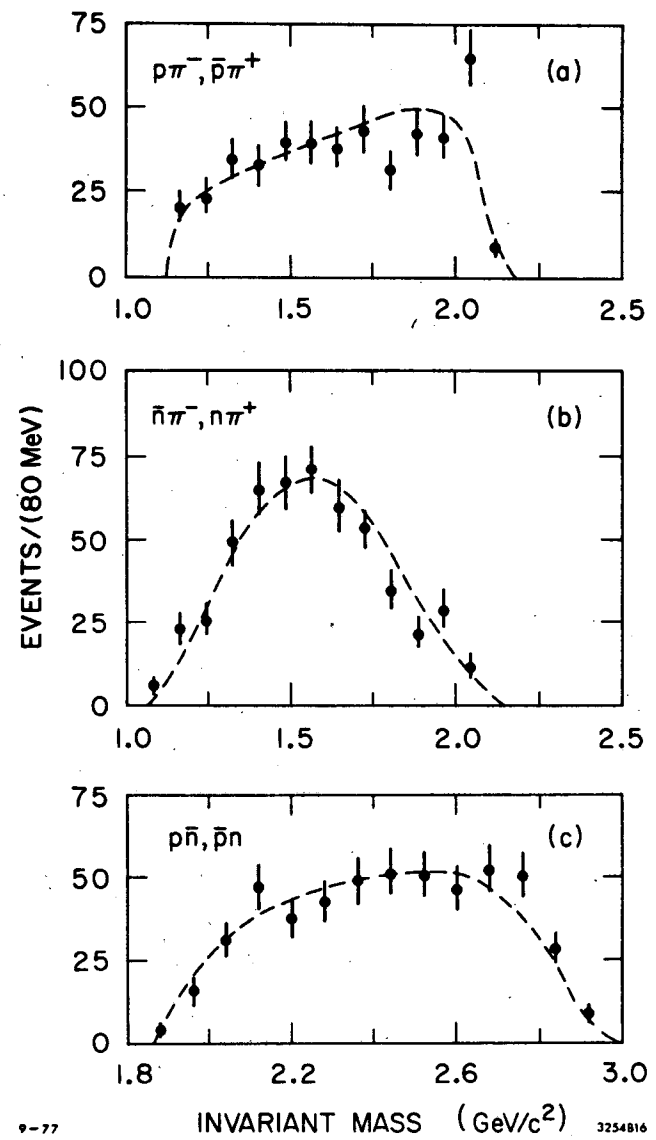 75
50
25
0
pπ⁻, p̄π⁺
(a)
1.0 1.5 2.0 2.5
100
75
50
25
0
n̄π⁻, nπ⁺
(b)
1.0 1.5 2.0 2.5
EVENTS/(80 MeV)
75
50
25
0
pn̄, p̄n
(c)
1.8 2.2 2.6 3.0
9-77
INVARIANT MASS (GeV/c²)
3254B16